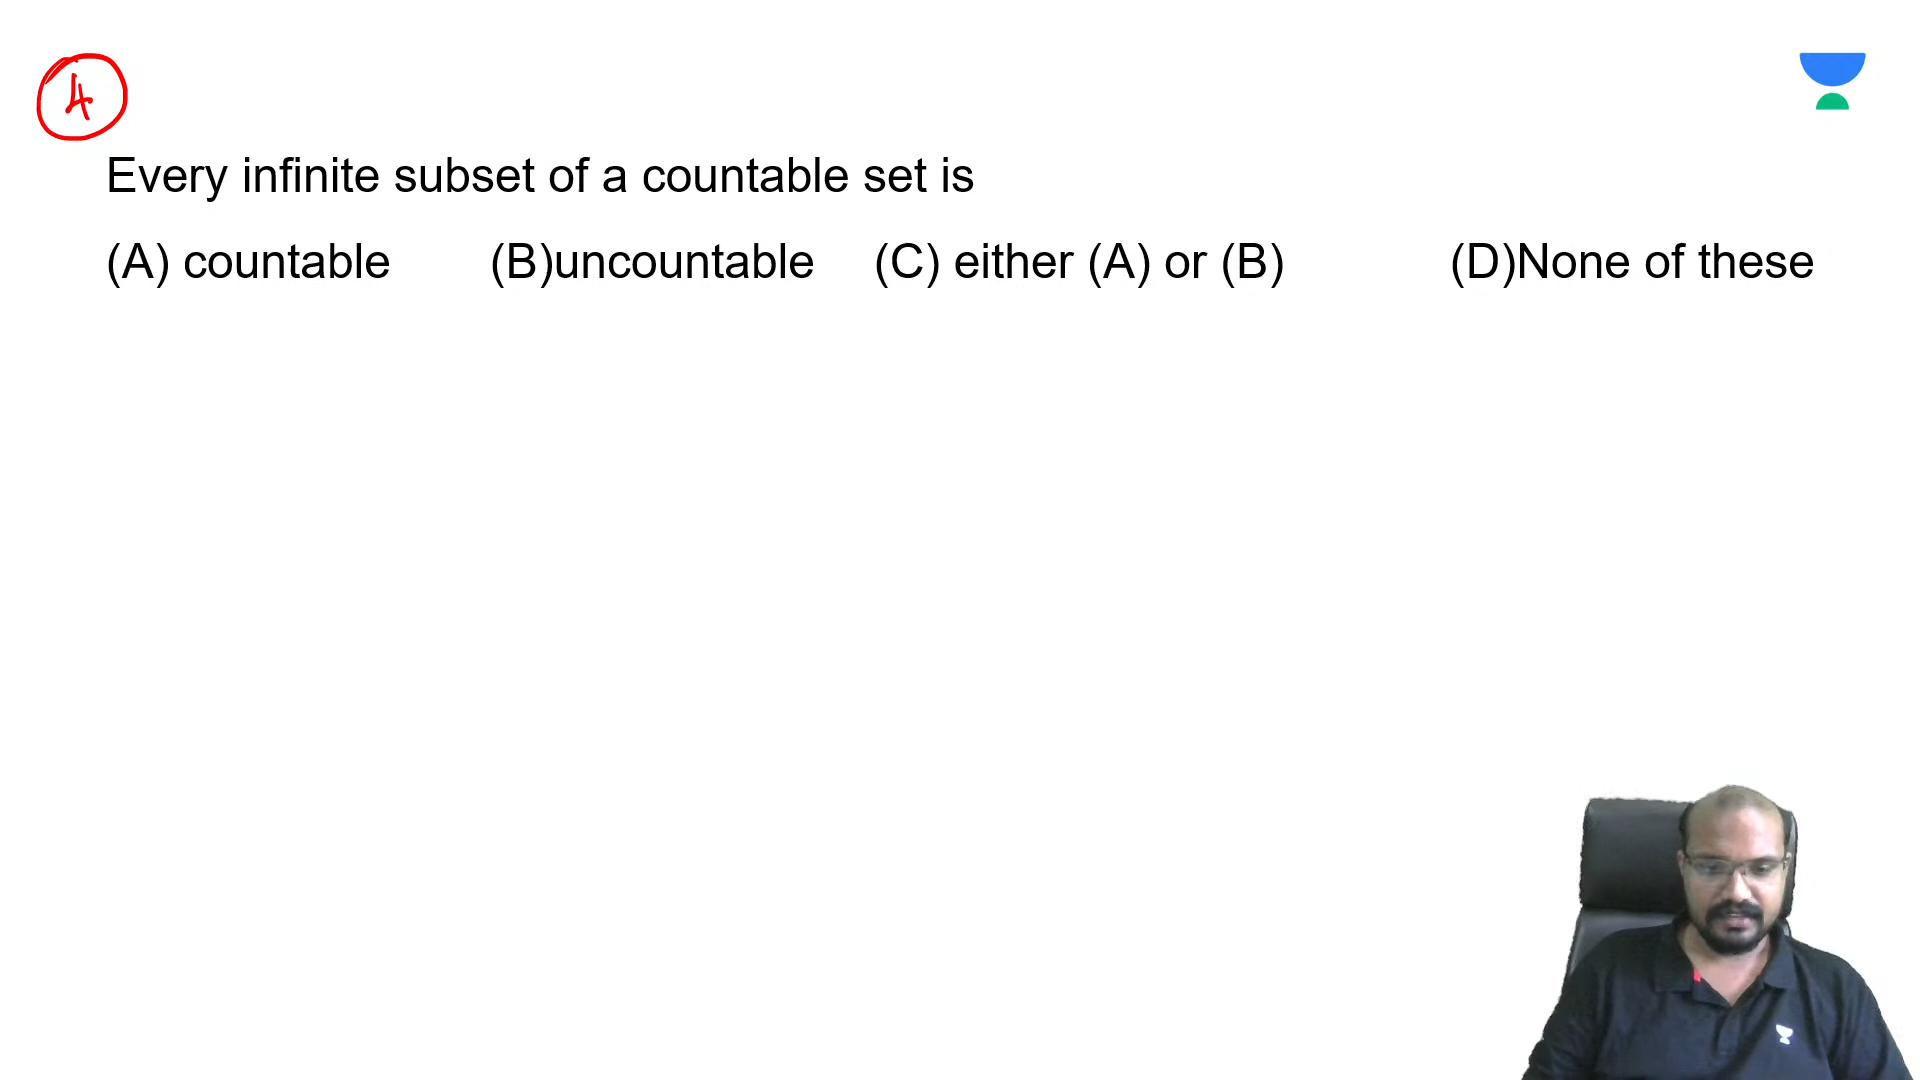 4
Every infinite subset of a countable set is
(A) countable (B)uncountable (C) either (A) or (B) (D)None of these